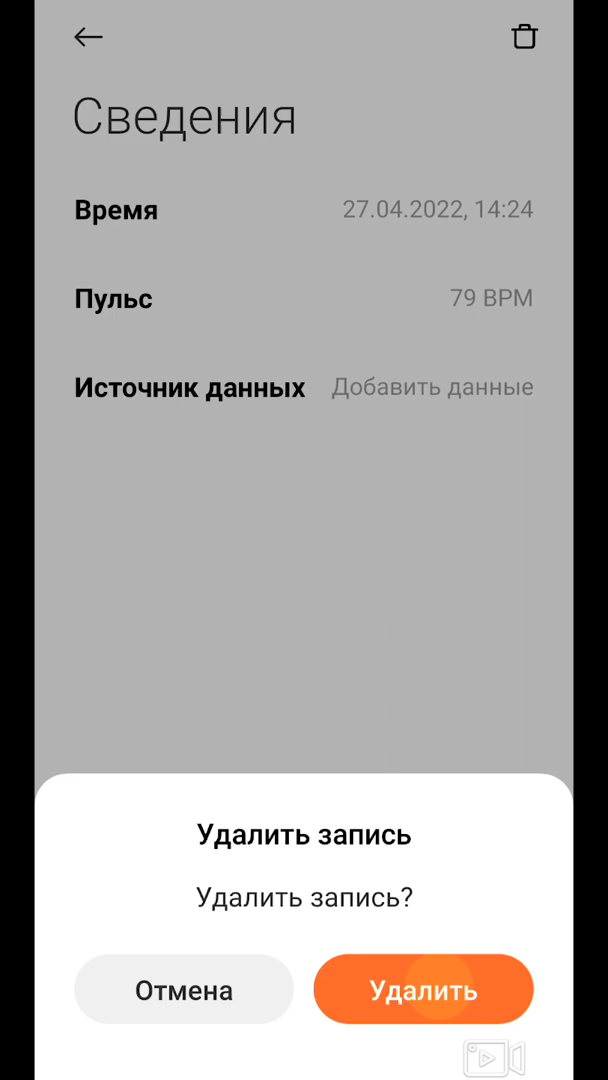 Сведения
Время 27.04.2022, 14:24
Пульс 79 BPM
Источник данных Добавить данные
Удалить запись
Удалить запись?
Отмена Удалить